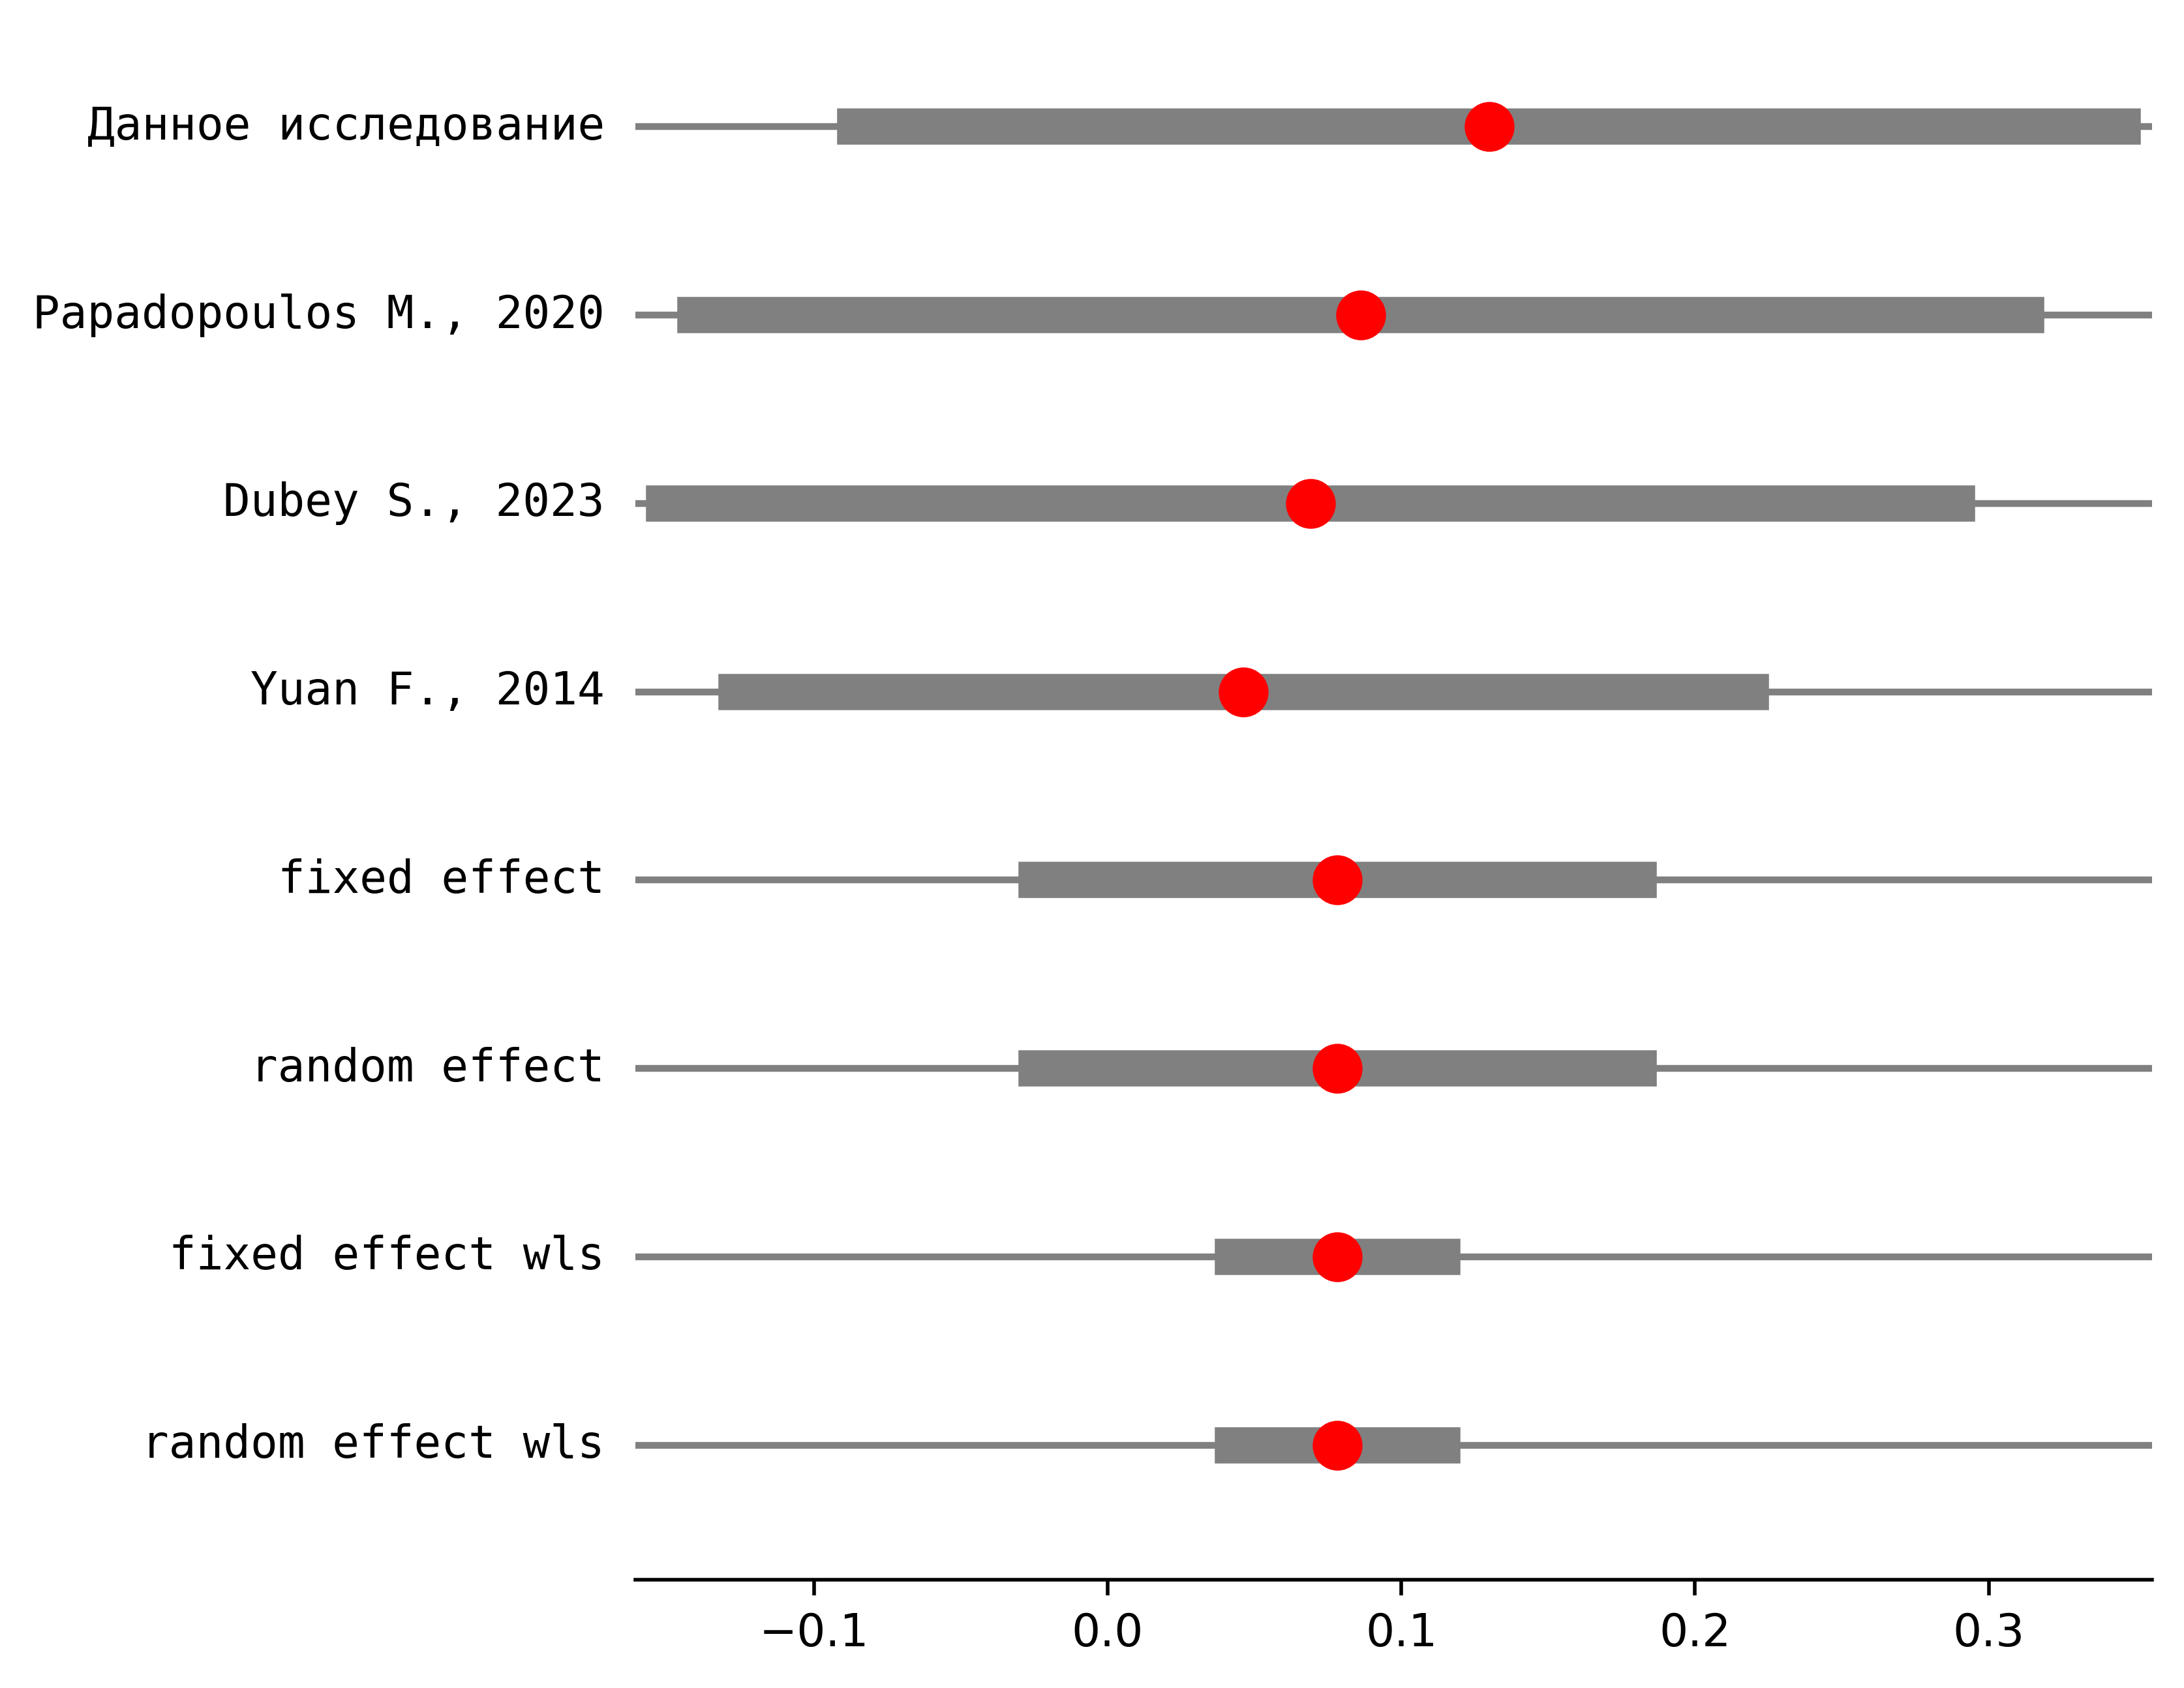 Данное исследование
Papadopoulos M., 2020
Dubey S., 2023
Yuan F., 2014
fixed effect
random effect
fixed effect wls
random effect wls
−0.1 0.0 0.1 0.2 0.3